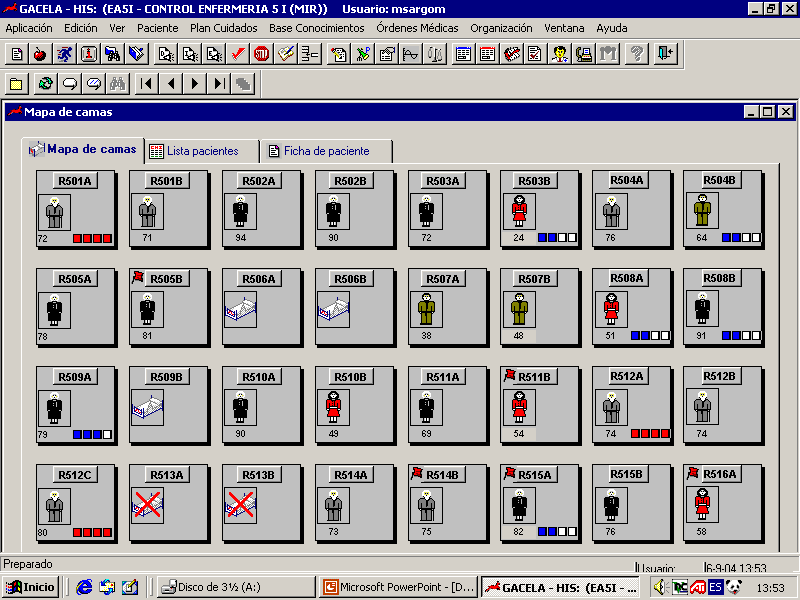 GACELA - HIS: (EA5I - CONTROL ENFERMERIA 5 I (MIR)) Usuario: msargom
Aplicación Edición Ver Paciente Plan Cuidados Base Conocimientos Órdenes Médicas Organización Ventana Ayuda
Mapa de camas
Mapa de camas Lista pacientes Ficha de paciente
R501A R501B R502A R502B R503A R503B R504A R504B
72 71 94 90 72 24 76 64
R505A R505B R506A R506B R507A R507B R508A R508B
78 81 38 48 51 91
R509A R509B R510A R510B R511A R511B R512A R512B
79 90 49 69 54 74 74
R512C R513A R513B R514A R514B R515A R515B R516A
80 73 75 82 76 58
Preparado Usuario: 6-9-04 13:53
Inicio Disco de 3½ (A:) Microsoft PowerPoint - [D... GACELA - HIS: (EA5I - ... ES 13:53